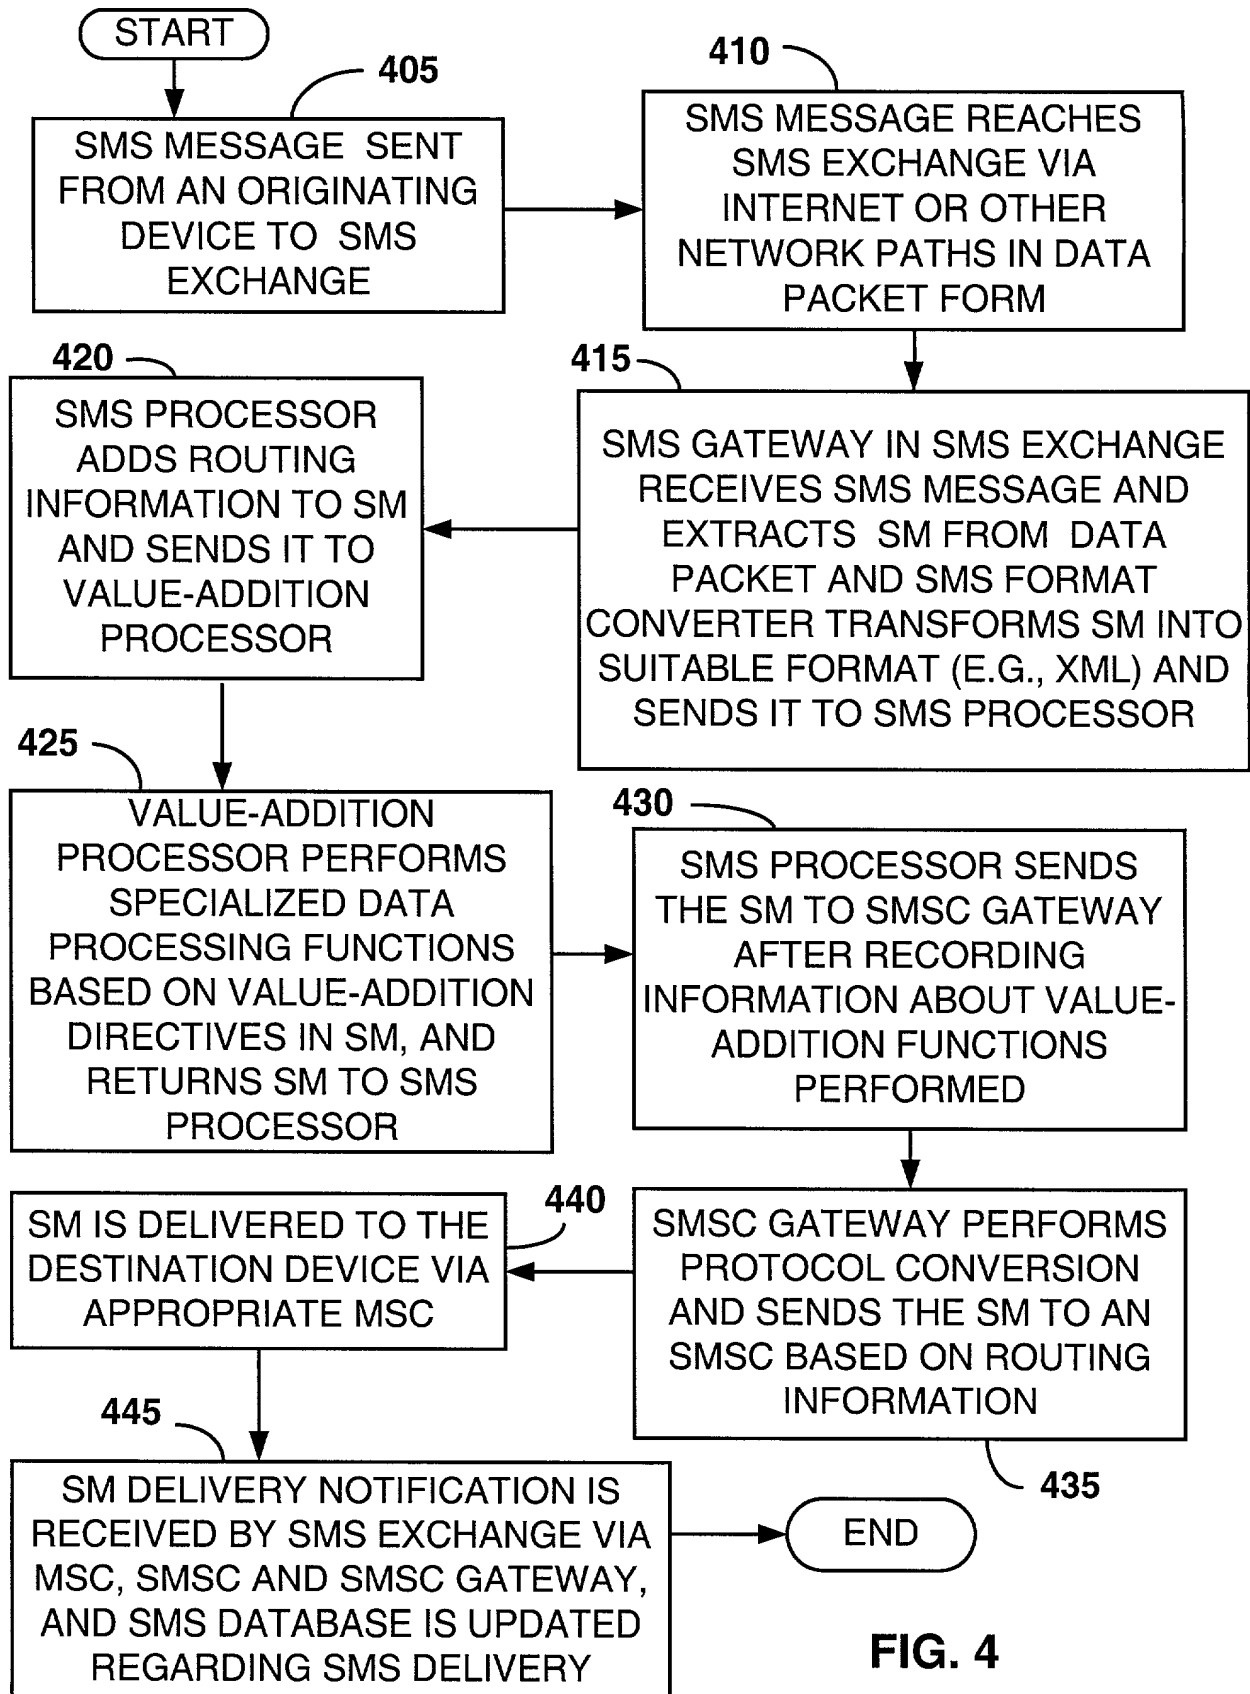 START
405
SMS MESSAGE SENT
FROM AN ORIGINATING
DEVICE TO SMS
EXCHANGE
410
SMS MESSAGE REACHES
SMS EXCHANGE VIA
INTERNET OR OTHER
NETWORK PATHS IN DATA
PACKET FORM
415
SMS GATEWAY IN SMS EXCHANGE
RECEIVES SMS MESSAGE AND
EXTRACTS SM FROM DATA
PACKET AND SMS FORMAT
CONVERTER TRANSFORMS SM INTO
SUITABLE FORMAT (E.G., XML) AND
SENDS IT TO SMS PROCESSOR
420
SMS PROCESSOR
ADDS ROUTING
INFORMATION TO SM
AND SENDS IT TO
VALUE-ADDITION
PROCESSOR
425
VALUE-ADDITION
PROCESSOR PERFORMS
SPECIALIZED DATA
PROCESSING FUNCTIONS
BASED ON VALUE-ADDITION
DIRECTIVES IN SM, AND
RETURNS SM TO SMS
PROCESSOR
430
SMS PROCESSOR SENDS
THE SM TO SMSC GATEWAY
AFTER RECORDING
INFORMATION ABOUT VALUE-
ADDITION FUNCTIONS
PERFORMED
SMSC GATEWAY PERFORMS
PROTOCOL CONVERSION
AND SENDS THE SM TO AN
SMSC BASED ON ROUTING
INFORMATION
435
440
SM IS DELIVERED TO THE
DESTINATION DEVICE VIA
APPROPRIATE MSC
445
SM DELIVERY NOTIFICATION IS
RECEIVED BY SMS EXCHANGE VIA
MSC, SMSC AND SMSC GATEWAY,
AND SMS DATABASE IS UPDATED
REGARDING SMS DELIVERY
END
FIG. 4